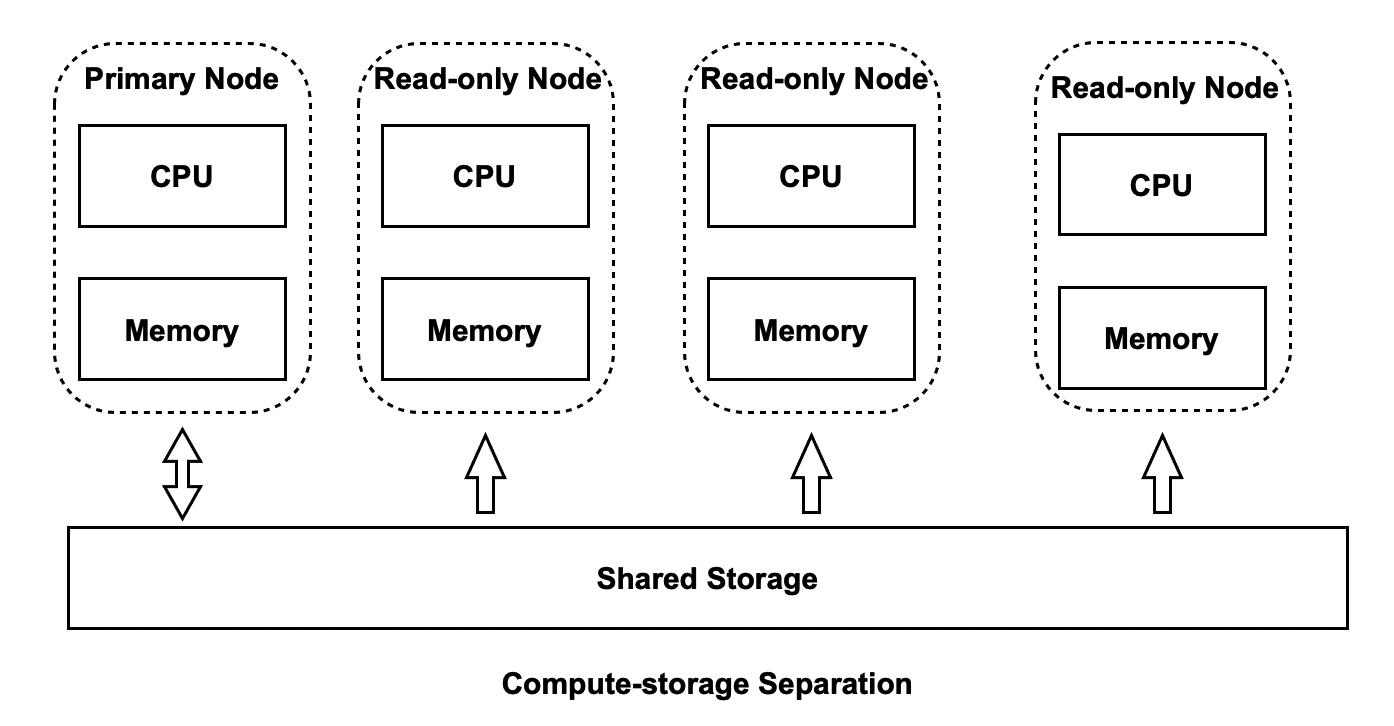 Primary Node
Read-only Node
Read-only Node
Read-only Node
CPU
CPU
CPU
CPU
Memory
Memory
Memory
Memory
Shared Storage
Compute-storage Separation